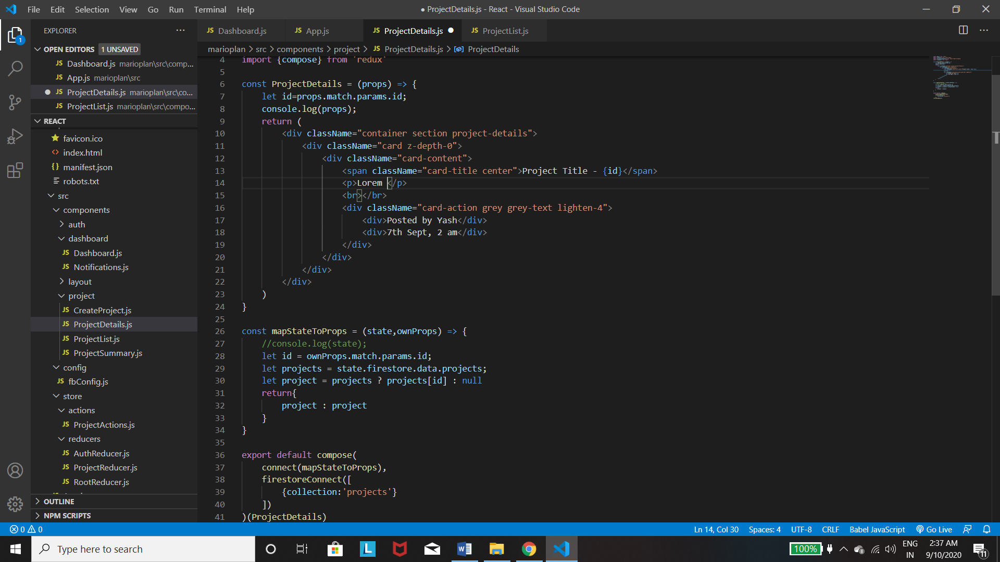 File Edit Selection View Go Run Terminal Help
● ProjectDetails.js - React - Visual Studio Code
EXPLORER
OPEN EDITORS 1 UNSAVED
JS Dashboard.js marioplan\src\comp...
JS App.js marioplan\src
JS ProjectDetails.js marioplan\src\co...
JS ProjectList.js marioplan\src\compo...
REACT
favicon.ico
<> index.html
{} manifest.json
robots.txt
src
components
auth
dashboard
JS Dashboard.js
JS Notifications.js
layout
project
JS CreateProject.js
JS ProjectDetails.js
JS ProjectList.js
JS ProjectSummary.js
config
JS fbConfig.js
store
actions
JS ProjectActions.js
reducers
JS AuthReducer.js
JS ProjectReducer.js
JS RootReducer.js
OUTLINE
NPM SCRIPTS
1
JS Dashboard.js JS App.js JS ProjectDetails.js JS ProjectList.js
marioplan > src > components > project > JS ProjectDetails.js > ProjectDetails
4 import {compose} from 'redux'
5
6 const ProjectDetails = (props) => {
7 let id=props.match.params.id;
8 console.log(props);
9 return (
10 <div className="container section project-details">
11 <div className="card z-depth-0">
12 <div className="card-content">
13 <span className="card-title center">Project Title - {id}</span>
14 <p>Lorem </p>
15 <br></br>
16 <div className="card-action grey grey-text lighten-4">
17 <div>Posted by Yash</div>
18 <div>7th Sept, 2 am</div>
19 </div>
20 </div>
21 </div>
22 </div>
23 )
24 }
25
26 const mapStateToProps = (state,ownProps) => {
27 //console.log(state);
28 let id = ownProps.match.params.id;
29 let projects = state.firestore.data.projects;
30 let project = projects ? projects[id] : null
31 return{
32 project : project
33 }
34 }
35
36 export default compose(
37 connect(mapStateToProps),
38 firestoreConnect([
39 {collection:'projects'}
40 ])
41 )(ProjectDetails)
0 0
Ln 14, Col 30 Spaces: 4 UTF-8 CRLF Babel JavaScript Go Live
Type here to search
L
W
100%
ENG
IN
2:37 AM
9/10/2020
11